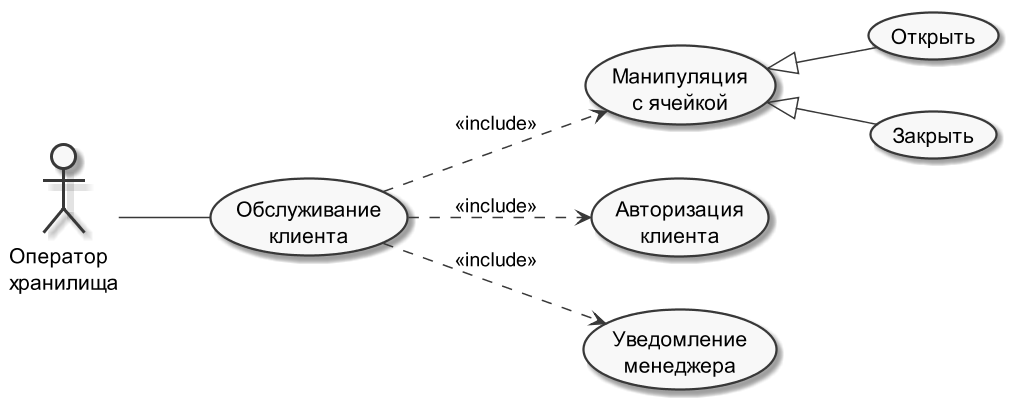 Открыть
Манипуляция
с ячейкой
«include»
Закрыть
Обслуживание
клиента
«include»
Авторизация
клиента
Оператор
хранилища
«include»
Уведомление
менеджера